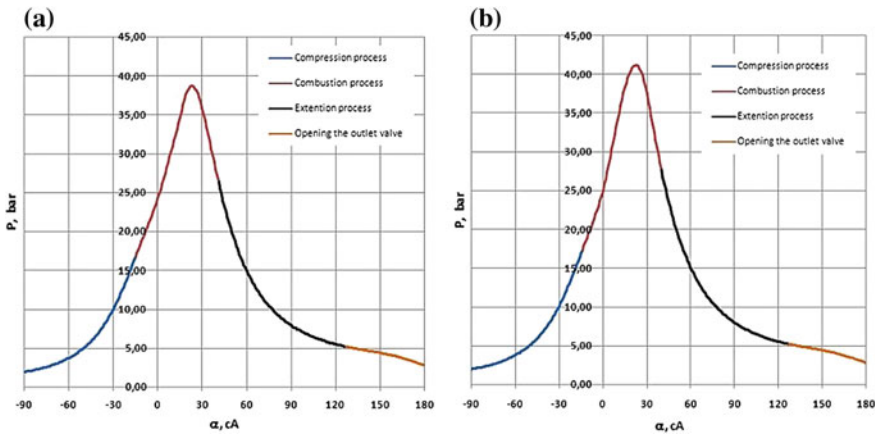 (a)
45,00
40,00
35,00
30,00
25,00
20,00
15,00
10,00
5,00
0,00
P, bar
-90 -60 -30 0 30 60 90 120 150 180
α, cA
Compression process
Combustion process
Extention process
Opening the outlet valve
(b)
45,00
40,00
35,00
30,00
25,00
20,00
15,00
10,00
5,00
0,00
P, bar
-90 -60 -30 0 30 60 90 120 150 180
α, cA
Compression process
Combustion process
Extention process
Opening the outlet valve